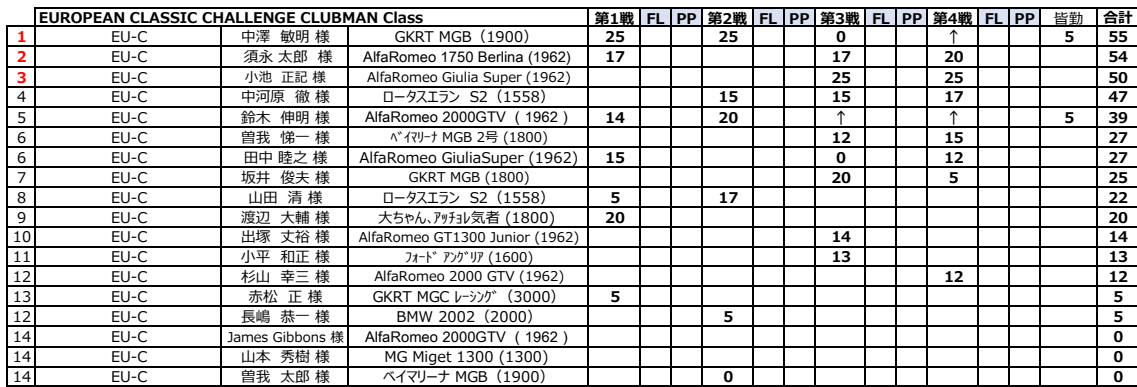 EUROPEAN CLASSIC CHALLENGE CLUBMAN Class 第1戦 FL PP 第2戦 FL PP 第3戦 FL PP 第4戦 FL PP 皆勤 合計
1 EU-C 中澤 敏明 様 GKRT MGB（1900） 25 25 0 ↑ 5 55
2 EU-C 須永 太郎 様 AlfaRomeo 1750 Berlina (1962) 17 17 20 54
3 EU-C 小池 正記 様 AlfaRomeo Giulia Super (1962) 25 25 50
4 EU-C 中河原 徹 様 ロータスエラン S2（1558） 15 15 17 47
5 EU-C 鈴木 伸明 様 AlfaRomeo 2000GTV ( 1962 ) 14 20 ↑ ↑ 5 39
6 EU-C 曽我 悌一 様 ﾍﾞｲﾏﾘｰﾅ MGB 2号 (1800) 12 15 27
6 EU-C 田中 睦之 様 AlfaRomeo GiuliaSuper (1962) 15 0 12 27
7 EU-C 坂井 俊夫 様 GKRT MGB (1800) 20 5 25
8 EU-C 山田 清 様 ロータスエラン S2（1558） 5 17 22
9 EU-C 渡辺 大輔 様 大ちゃん､ｱｯﾁｮﾚ気者 (1800) 20 20
10 EU-C 出塚 丈裕 様 AlfaRomeo GT1300 Junior (1962) 14 14
11 EU-C 小平 和正 様 ﾌｫｰﾄﾞ ｱﾝｸﾞﾘｱ (1600) 13 13
12 EU-C 杉山 幸三 様 AlfaRomeo 2000 GTV (1962) 12 12
13 EU-C 赤松 正 様 GKRT MGC ﾚｰｼﾝｸﾞ（3000） 5 5
12 EU-C 長嶋 恭一 様 BMW 2002（2000） 5 5
14 EU-C James Gibbons 様 AlfaRomeo 2000GTV ( 1962 ) 0
14 EU-C 山本 秀樹 様 MG Miget 1300 (1300) 0
14 EU-C 曽我 太郎 様 ベイマリーナ MGB（1900） 0 0